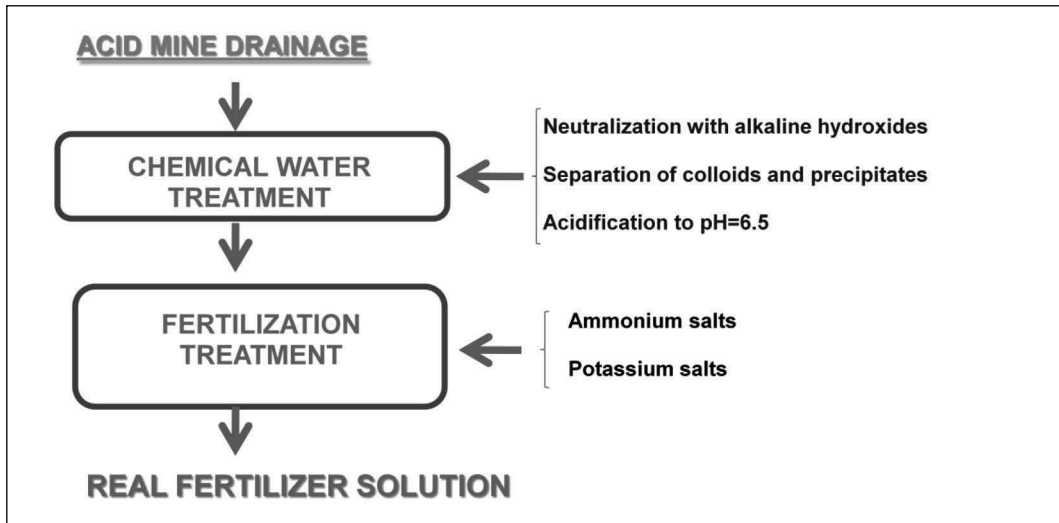 ACID MINE DRAINAGE
CHEMICAL WATER
TREATMENT
Neutralization with alkaline hydroxides
Separation of colloids and precipitates
Acidification to pH=6.5
FERTILIZATION
TREATMENT
Ammonium salts
Potassium salts
REAL FERTILIZER SOLUTION